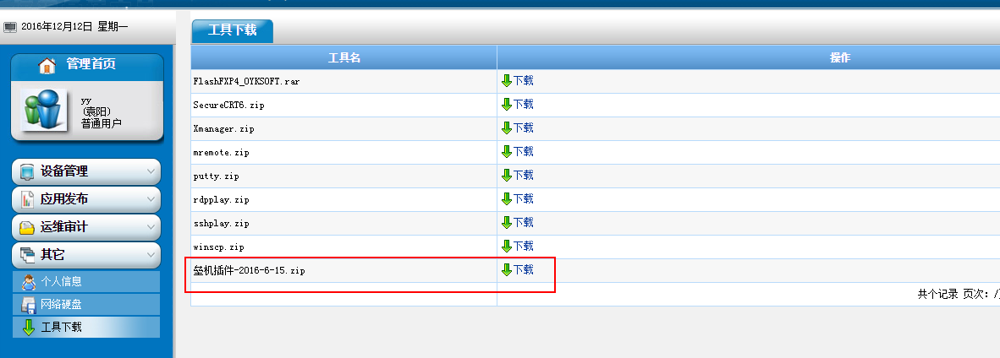 2016年12月12日 星期一
管理首页
yy
(袁阳)
普通用户
设备管理
应用发布
运维审计
其它
个人信息
网络硬盘
工具下载
工具下载
工具名 操作
FlashFXP4_OYKSOFT.rar 下载
SecureCRT6.zip 下载
Xmanager.zip 下载
mremote.zip 下载
putty.zip 下载
rdpplay.zip 下载
sshplay.zip 下载
winscp.zip 下载
垒机插件-2016-6-15.zip 下载
共个记录 页次: /